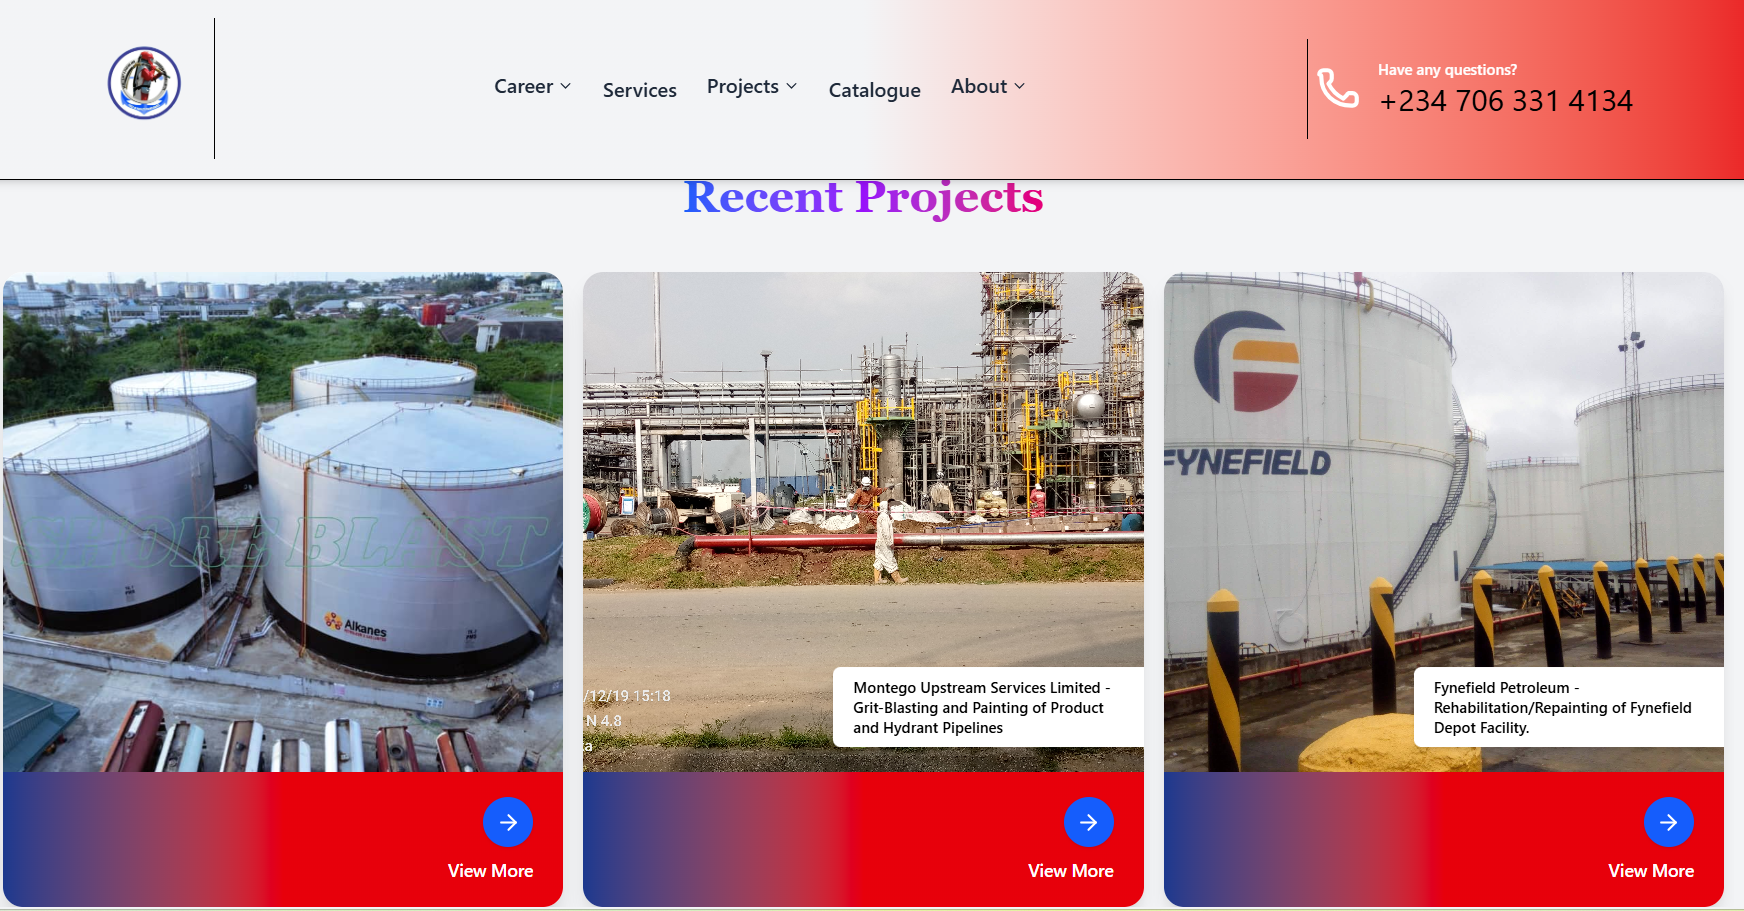 Career
Services
Projects
Catalogue
About
Have any questions?
+234 706 331 4134
Recent Projects
SHORE BLAST
Alkanes
FYNEFIELD
/12/19 15:18
N 4.8
Montego Upstream Services Limited -
Grit-Blasting and Painting of Product
and Hydrant Pipelines
Fynefield Petroleum -
Rehabilitation/Repainting of Fynefield
Depot Facility.
View More
View More
View More